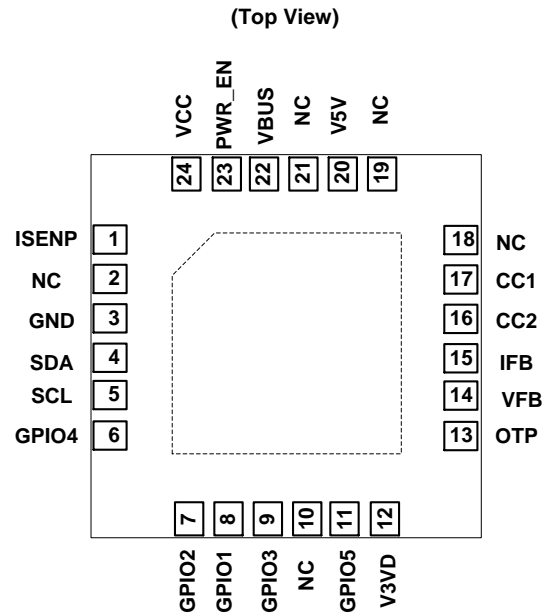 (Top View)
VCC PWR_EN VBUS NC V5V NC
24 23 22 21 20 19
ISENP 1
NC 2
GND 3
SDA 4
SCL 5
GPIO4 6
18 NC
17 CC1
16 CC2
15 IFB
14 VFB
13 OTP
7 8 9 10 11 12
GPIO2 GPIO1 GPIO3 NC GPIO5 V3VD